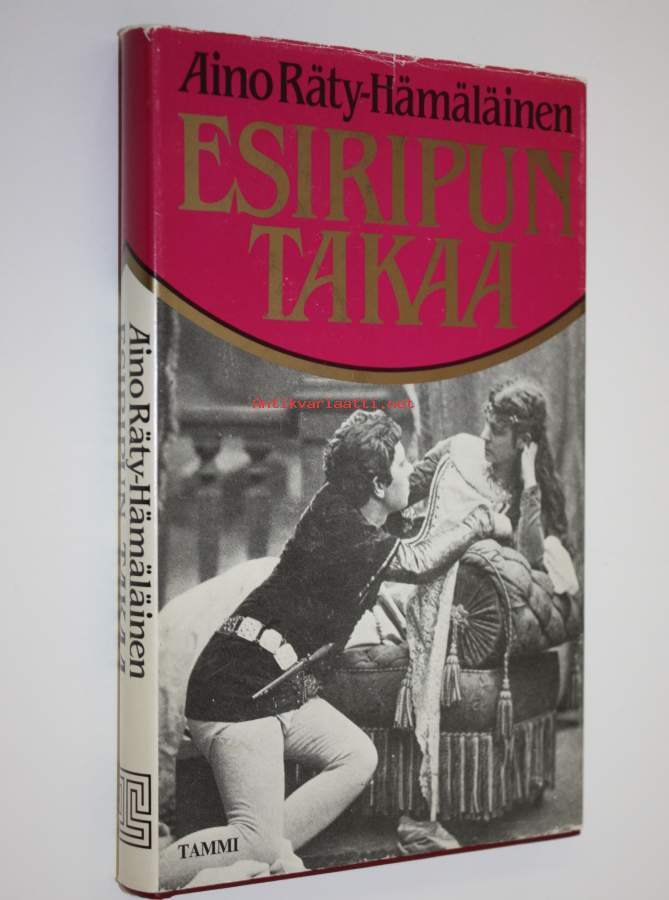 Aino Räty-Hämäläinen
ESIRIPUN
TAKAA
Antikvariaatti.net
TAMMI
Aino Räty-Hämäläinen
ESIRIPUN TAKAA